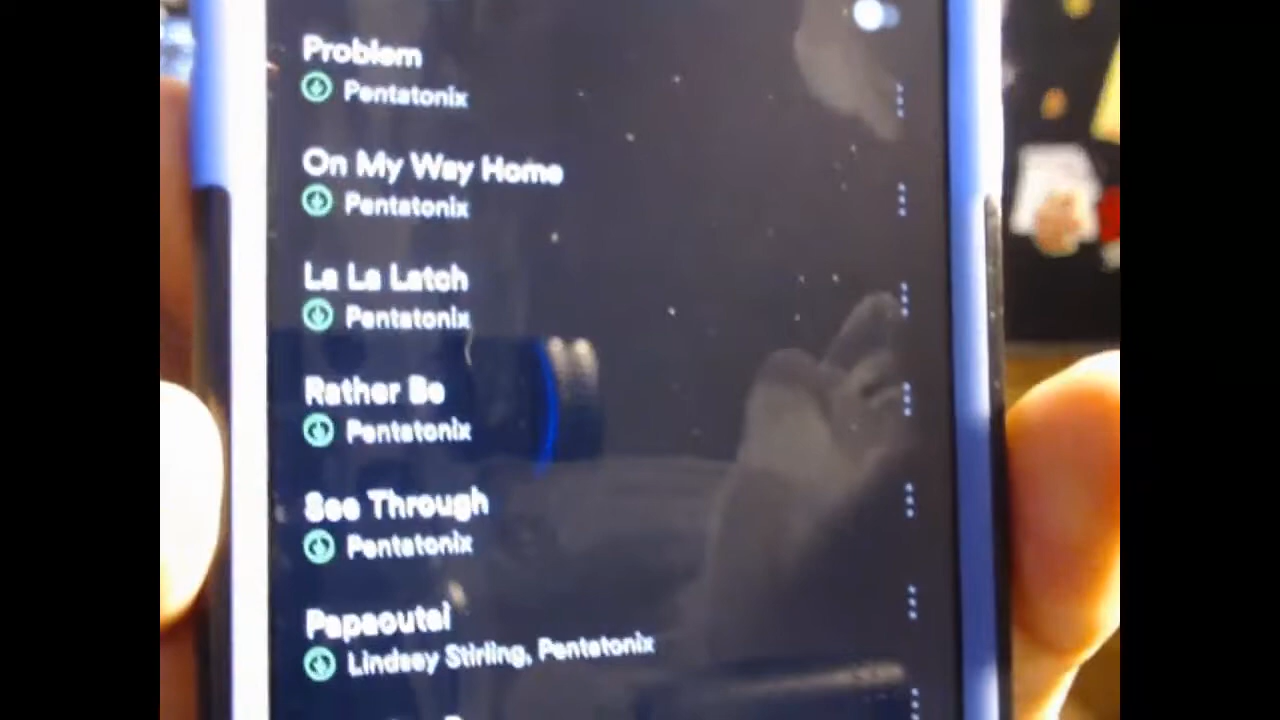 Problem
Pentatonix
On My Way Home
Pentatonix
La La Latch
Pentatonix
Rather Be
Pentatonix
See Through
Pentatonix
Papaoutai
Lindsey Stirling, Pentatonix